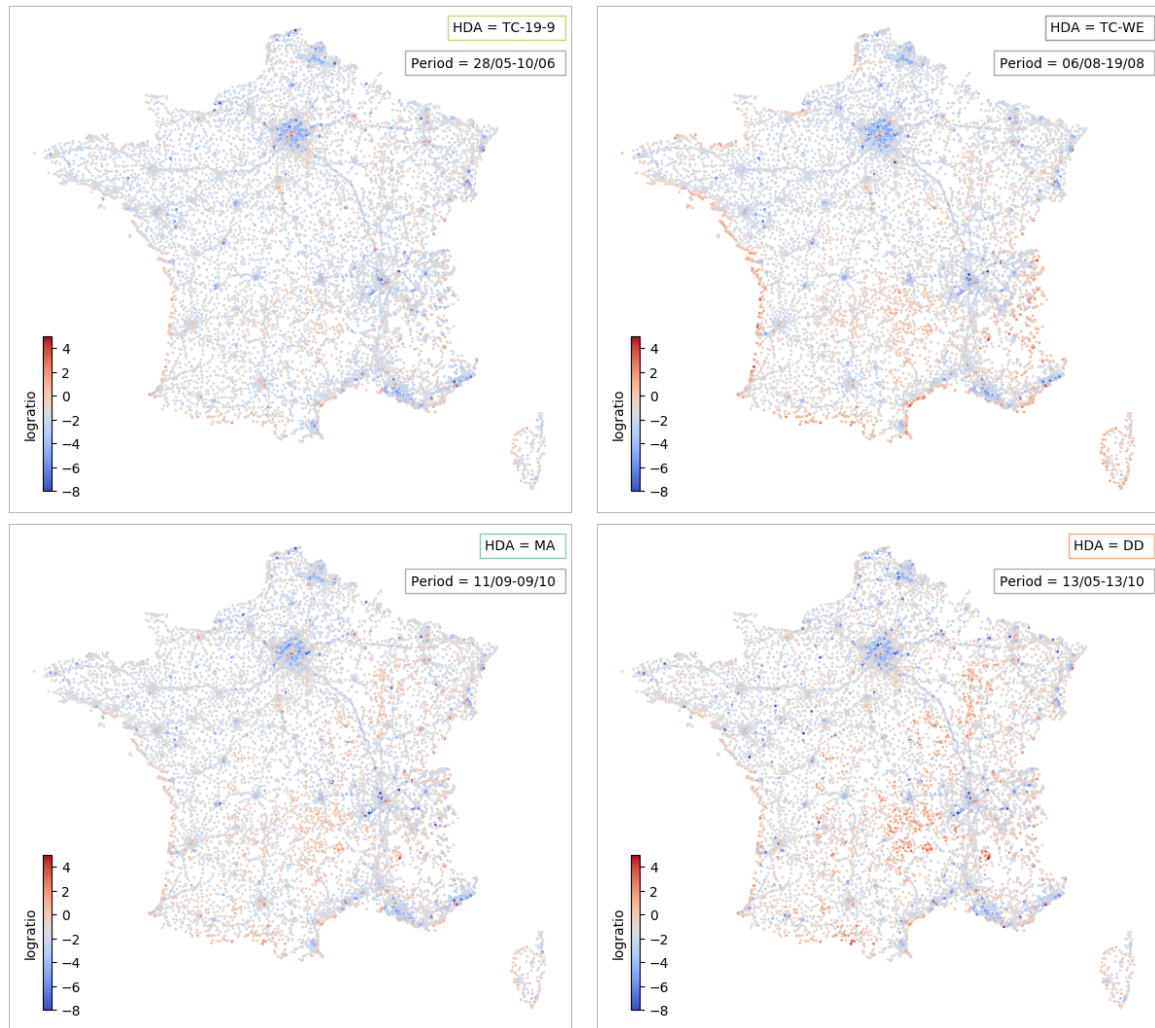 HDA = TC-19-9
Period = 28/05-10/06
4
2
0
−2
−4
−6
−8
logratio
HDA = TC-WE
Period = 06/08-19/08
4
2
0
−2
−4
−6
−8
logratio
HDA = MA
Period = 11/09-09/10
4
2
0
−2
−4
−6
−8
logratio
HDA = DD
Period = 13/05-13/10
4
2
0
−2
−4
−6
−8
logratio